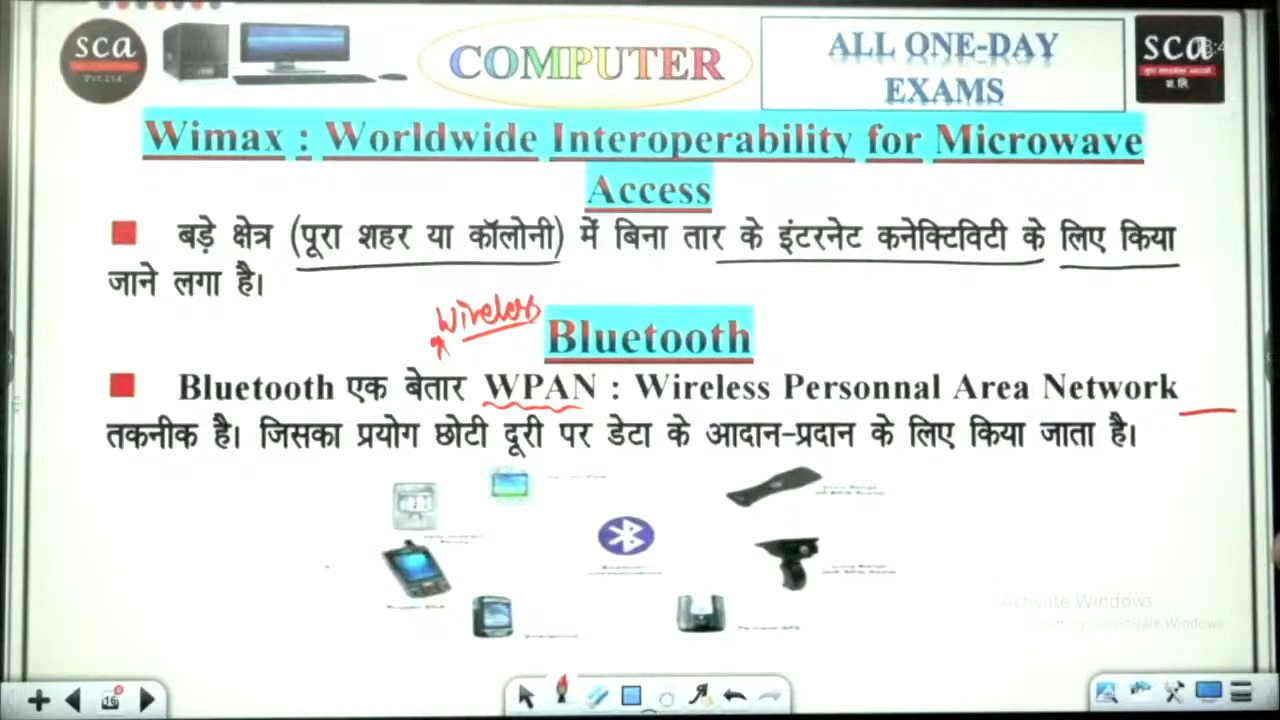 sca
COMPUTER
ALL ONE-DAY
EXAMS
sca
Wimax : Worldwide Interoperability for Microwave
Access
बड़े क्षेत्र (पूरा शहर या कॉलोनी) में बिना तार के इंटरनेट कनेक्टिविटी के लिए किया
जाने लगा है।
Wireless
Bluetooth
Bluetooth एक बेतार WPAN : Wireless Personnal Area Network
तकनीक है। जिसका प्रयोग छोटी दूरी पर डेटा के आदान-प्रदान के लिए किया जाता है।
Activate Windows